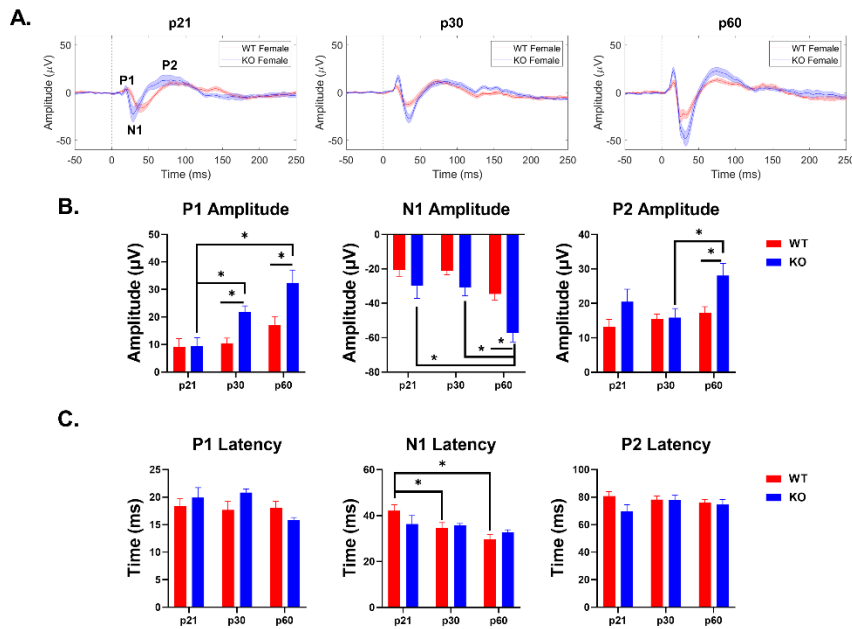 A.
p21
p30
p60
WT Female
KO Female
WT Female
KO Female
WT Female
KO Female
P1
P2
N1
50
0
-50
Amplitude (µV)
-50 0 50 100 150 200 250
Time (ms)
50
0
-50
Amplitude (µV)
-50 0 50 100 150 200 250
Time (ms)
50
0
-50
Amplitude (µV)
-50 0 50 100 150 200 250
Time (ms)
B.
P1 Amplitude
Amplitude (µV)
50
40
30
20
10
0
* * * *
p21 p30 p60
N1 Amplitude
Amplitude (µV)
0
-20
-40
-60
-80
* * *
p21 p30 p60
P2 Amplitude
Amplitude (µV)
40
30
20
10
0
* *
p21 p30 p60
WT
KO
C.
P1 Latency
Time (ms)
25
20
15
10
5
0
p21 p30 p60
N1 Latency
Time (ms)
60
40
20
0
* *
p21 p30 p60
P2 Latency
Time (ms)
100
80
60
40
20
0
p21 p30 p60
WT
KO